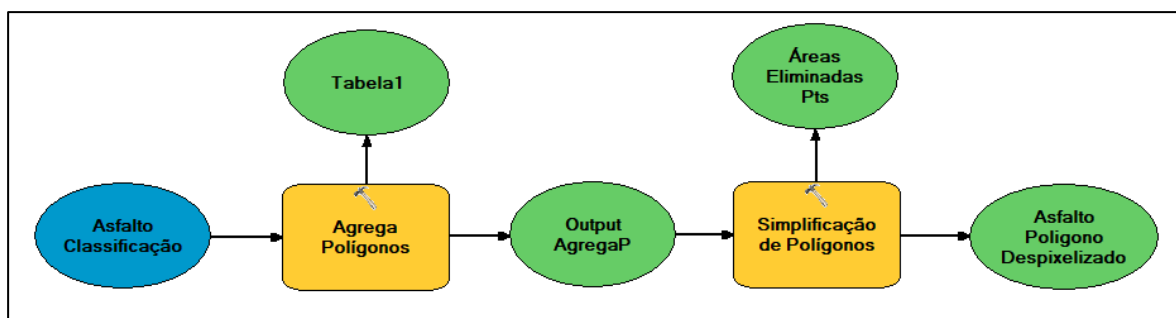 Tabela1
Áreas
Eliminadas
Pts
Asfalto
Classificação
Agrega
Polígonos
Output
AgregaP
Simplificação
de Polígonos
Asfalto
Poligono
Despixelizado